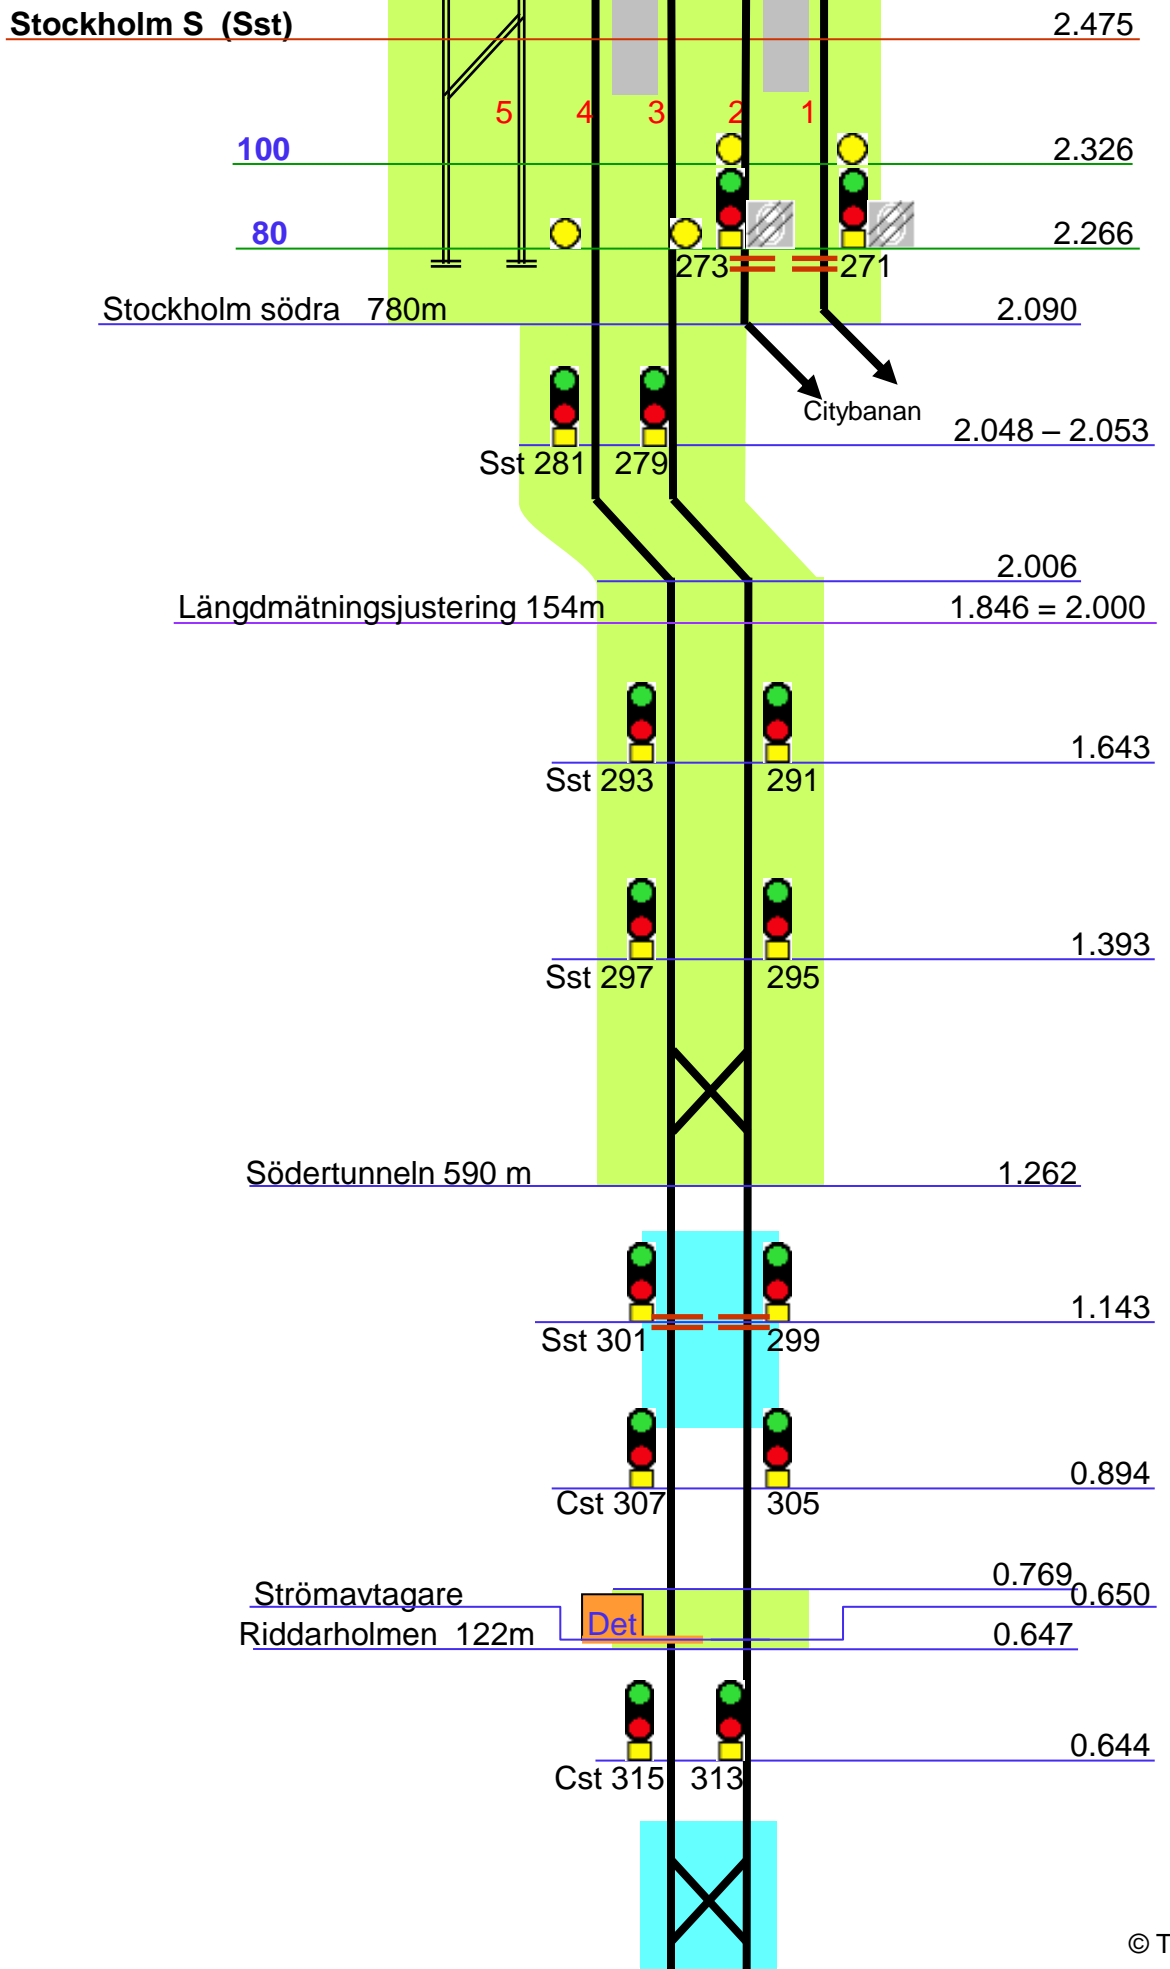 Stockholm S (Sst) 2.475
5 4 3 2 1
100 2.326
80 2.266
273 271
Stockholm södra 780m 2.090
Citybanan
2.048 – 2.053
Sst 281 279
2.006
Längdmätningsjustering 154m 1.846 = 2.000
1.643
Sst 293 291
1.393
Sst 297 295
Södertunneln 590 m 1.262
1.143
Sst 301 299
0.894
Cst 307 305
0.769
Strömavtagare 0.650
Det
Riddarholmen 122m 0.647
0.644
Cst 315 313
© T